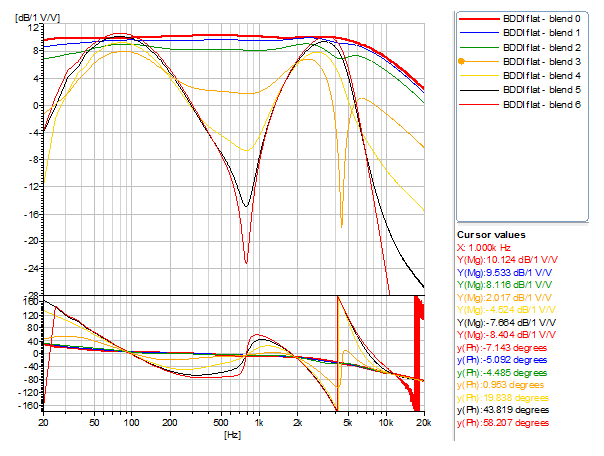 [dB/1 V/V]
12
8
4
0
-4
-8
-12
-16
-20
-24
-28
160
120
80
40
0
-40
-80
-120
-160
20
50
100
200
500
1k
2k
5k
10k
20k
[Hz]
BDDIflat - blend 0
BDDIflat - blend 1
BDDIflat - blend 2
BDDIflat - blend 3
BDDIflat - blend 4
BDDIflat - blend 5
BDDIflat - blend 6
Cursor values
X: 1.000k Hz
Y(Mg):10.124 dB/1 V/V
Y(Mg):9.533 dB/1 V/V
Y(Mg):8.116 dB/1 V/V
Y(Mg):2.017 dB/1 V/V
Y(Mg):-4.524 dB/1 V/V
Y(Mg):-7.664 dB/1 V/V
Y(Mg):-8.404 dB/1 V/V
y(Ph):-7.143 degrees
y(Ph):-5.092 degrees
y(Ph):-4.485 degrees
y(Ph):0.963 degrees
y(Ph):19.838 degrees
y(Ph):43.819 degrees
y(Ph):58.207 degrees